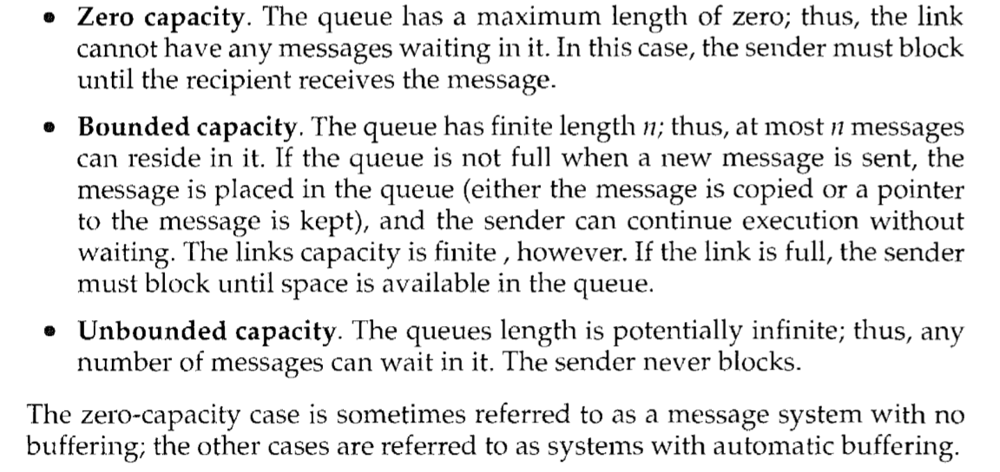 • Zero capacity. The queue has a maximum length of zero; thus, the link
cannot have any messages waiting in it. In this case, the sender must block
until the recipient receives the message.
• Bounded capacity. The queue has finite length n; thus, at most n messages
can reside in it. If the queue is not full when a new message is sent, the
message is placed in the queue (either the message is copied or a pointer
to the message is kept), and the sender can continue execution without
waiting. The links capacity is finite , however. If the link is full, the sender
must block until space is available in the queue.
• Unbounded capacity. The queues length is potentially infinite; thus, any
number of messages can wait in it. The sender never blocks.
The zero-capacity case is sometimes referred to as a message system with no
buffering; the other cases are referred to as systems with automatic buffering.